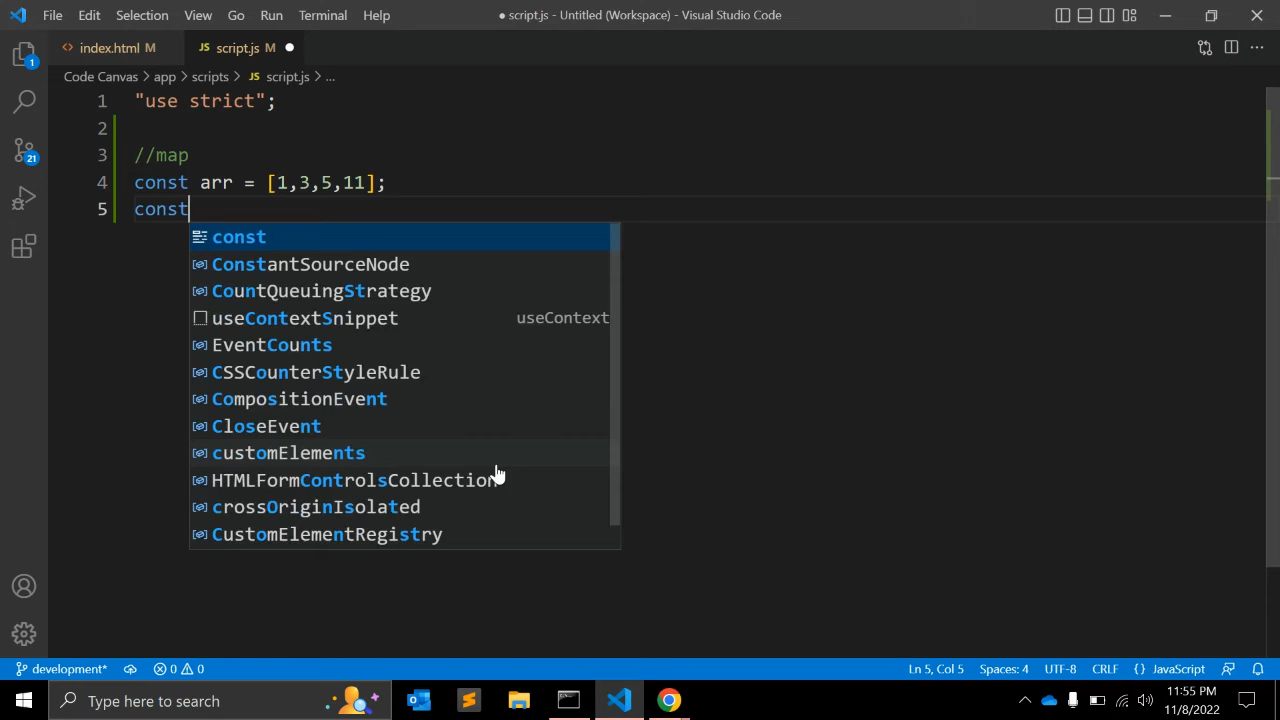 File Edit Selection View Go Run Terminal Help
● script.js - Untitled (Workspace) - Visual Studio Code
<> index.html M
JS script.js M
Code Canvas > app > scripts > JS script.js > ...
1 "use strict";
2
3 //map
4 const arr = [1,3,5,11];
5 const
const
ConstantSourceNode
CountQueuingStrategy
useContextSnippet useContext
EventCounts
CSSCounterStyleRule
CompositionEvent
CloseEvent
customElements
HTMLFormControlsCollection
crossOriginIsolated
CustomElementRegistry
1
21
development* 0 0 Ln 5, Col 5 Spaces: 4 UTF-8 CRLF {} JavaScript
Type here to search
11:55 PM
11/8/2022